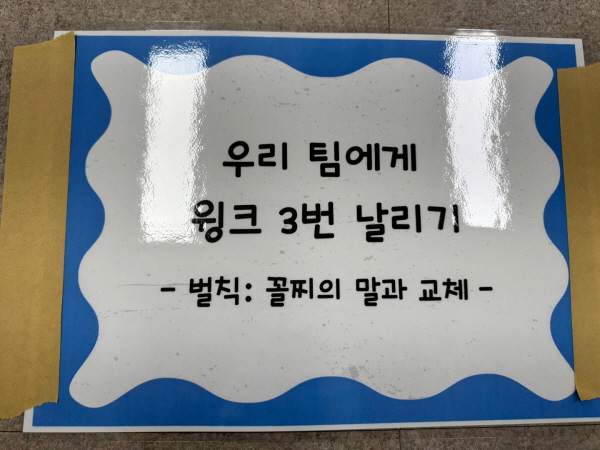 우리 팀에게
윙크 3번 날리기
- 벌칙: 꼴찌의 말과 교체 -